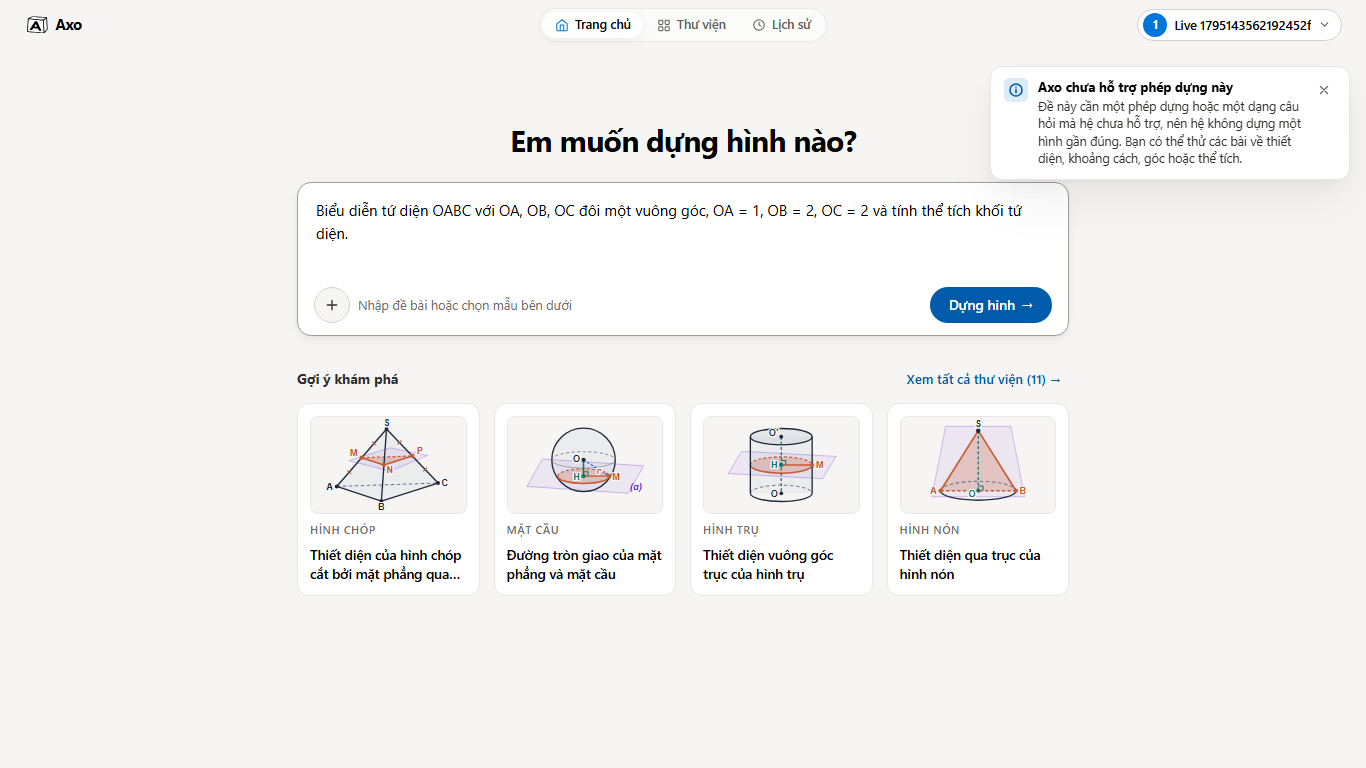 Axo
Trang chủ
Thư viện
Lịch sử
1
Live 1795143562192452f
Axo chưa hỗ trợ phép dựng này
Đề này cần một phép dựng hoặc một dạng câu
hỏi mà hệ chưa hỗ trợ, nên hệ không dựng một
hình gần đúng. Bạn có thể thử các bài về thiết
diện, khoảng cách, góc hoặc thể tích.
Em muốn dựng hình nào?
Biểu diễn tứ diện OABC với OA, OB, OC đôi một vuông góc, OA = 1, OB = 2, OC = 2 và tính thể tích khối tứ
diện.
Nhập đề bài hoặc chọn mẫu bên dưới
Dựng hình →
Gợi ý khám phá
Xem tất cả thư viện (11) →
S
M
P
N
A
C
B
O
r
H
M
(α)
O'
H
M
O
S
A
O
B
HÌNH CHÓP
MẶT CẦU
HÌNH TRỤ
HÌNH NÓN
Thiết diện của hình chóp
cắt bởi mặt phẳng qua...
Đường tròn giao của mặt
phẳng và mặt cầu
Thiết diện vuông góc
trục của hình trụ
Thiết diện qua trục của
hình nón